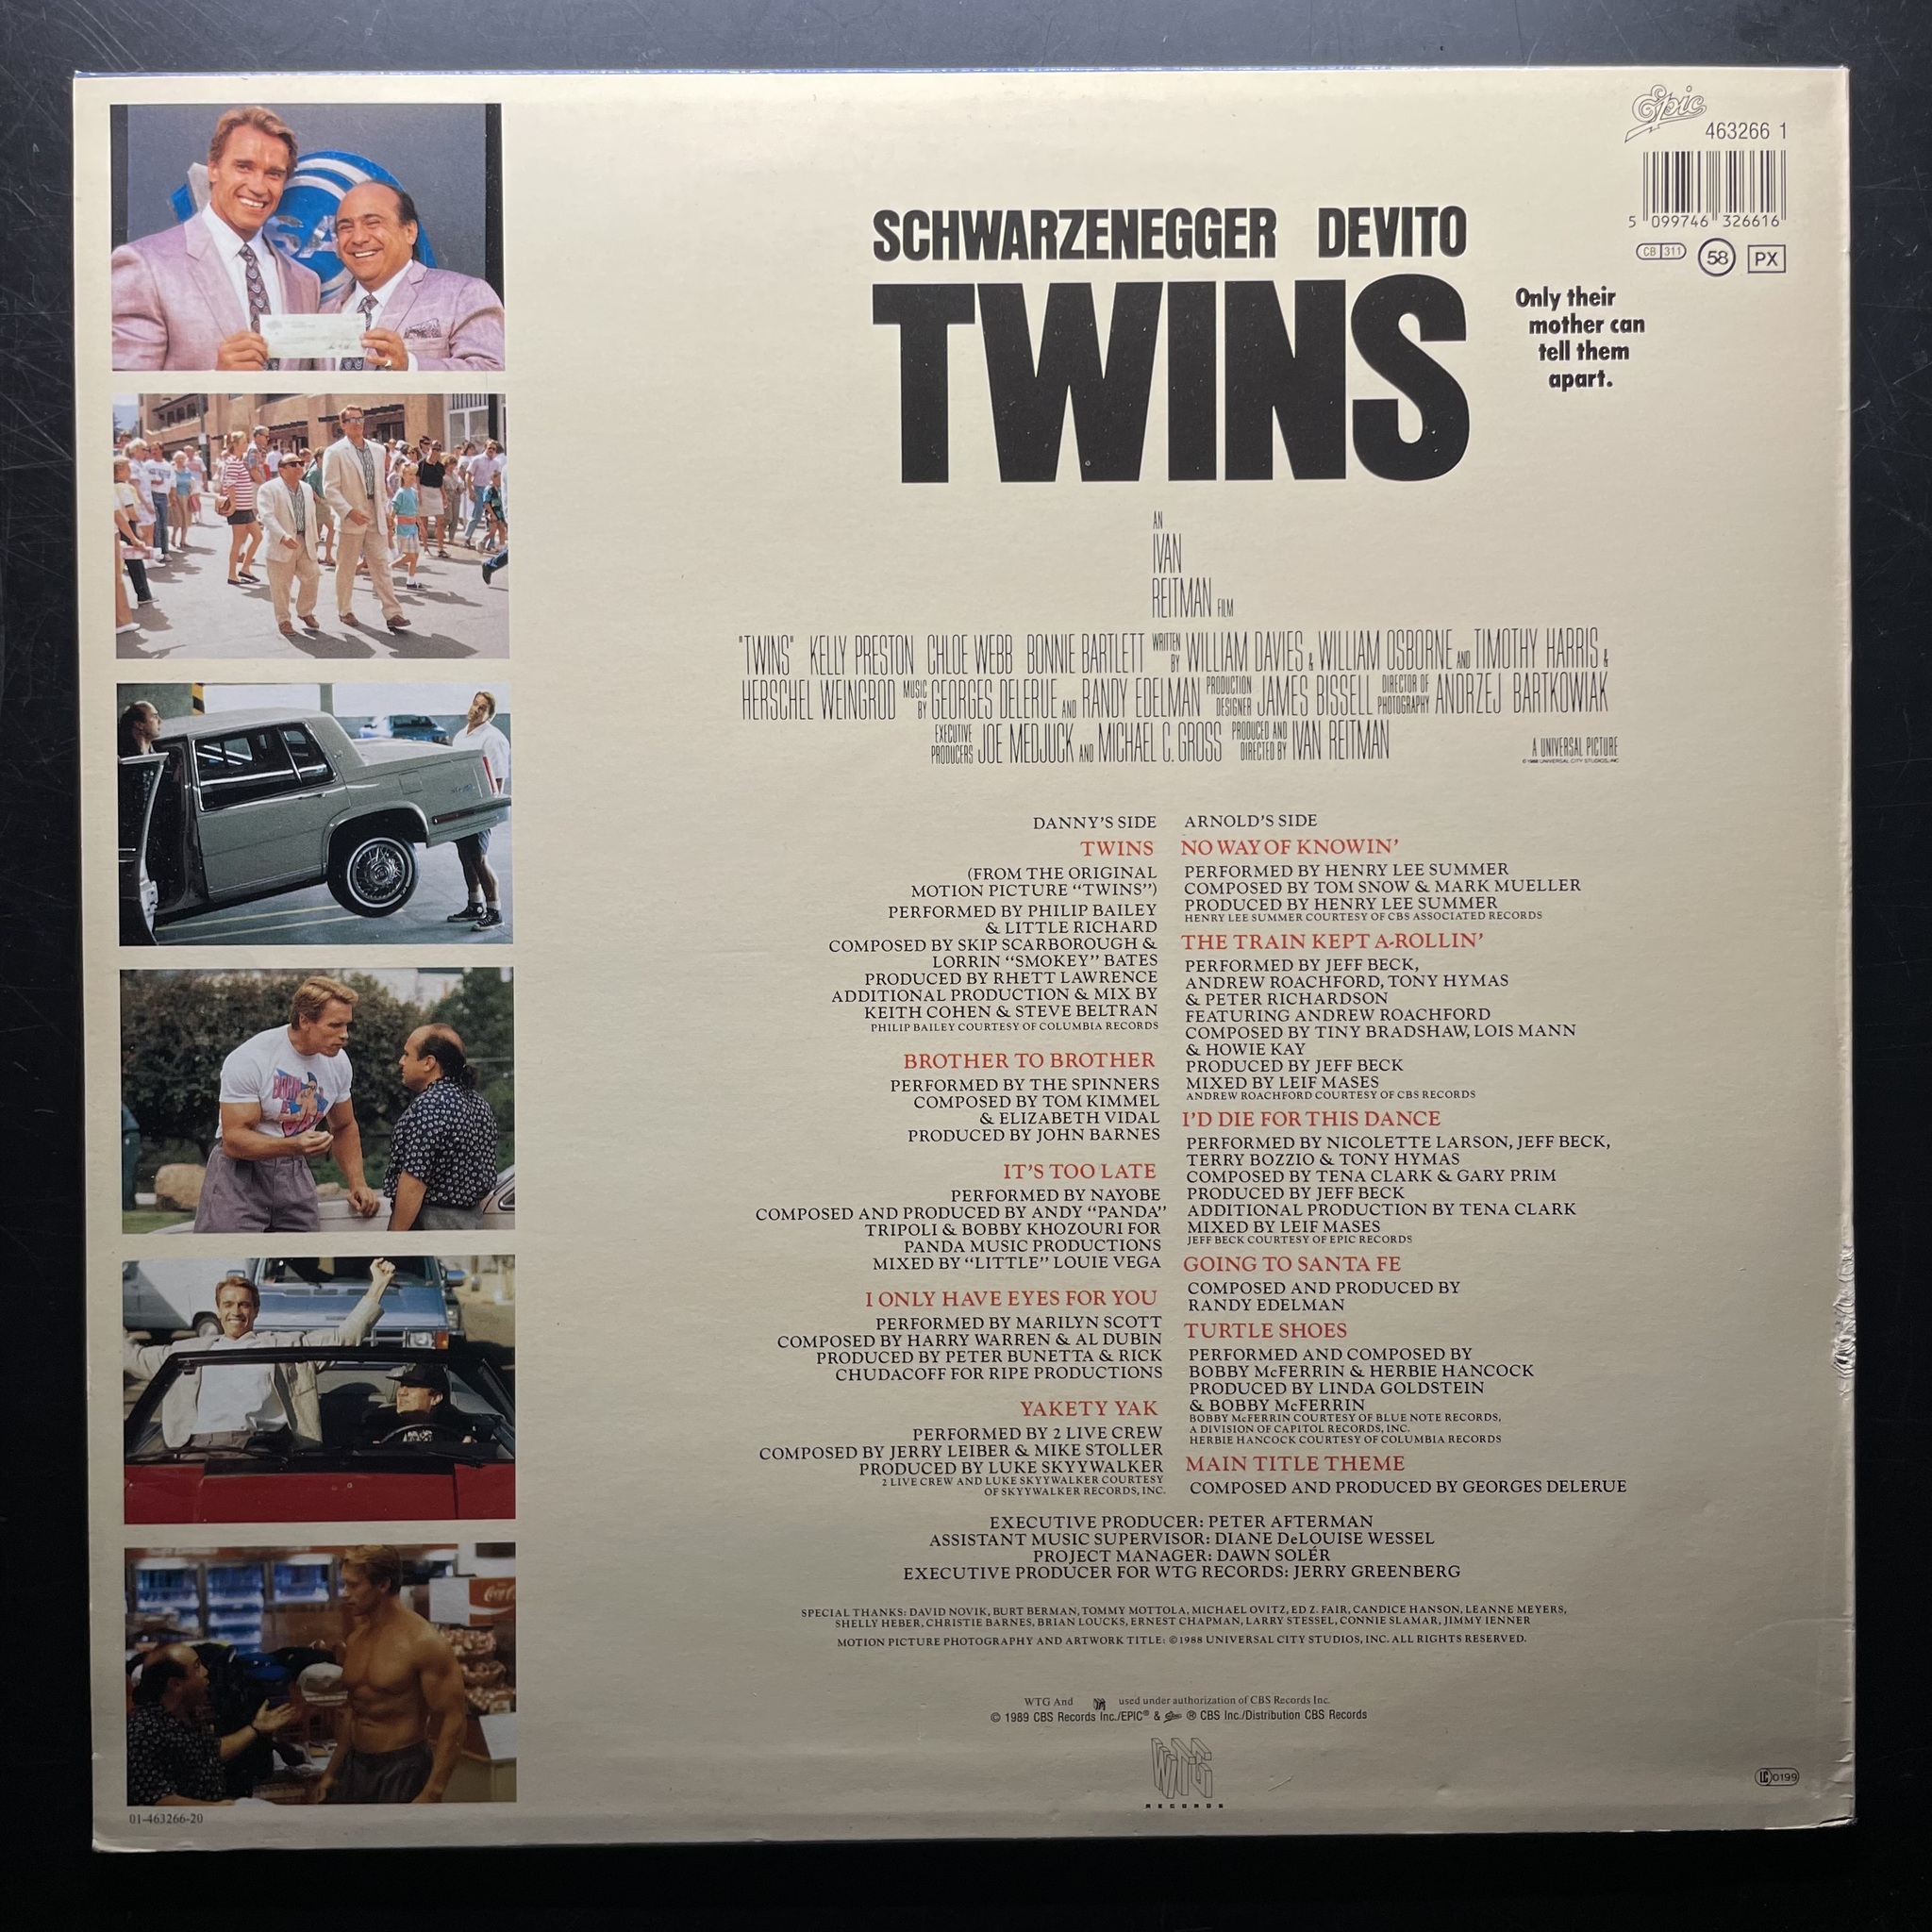 Epic
463266 1
5 099746 326616
CB 311
58
PX
SCHWARZENEGGER DEVITO
TWINS
Only their
mother can
tell them
apart.
AN
IVAN
REITMAN FILM
"TWINS" KELLY PRESTON CHLOE WEBB BONNIE BARTLETT WRITTEN BY WILLIAM DAVIES & WILLIAM OSBORNE AND TIMOTHY HARRIS &
HERSCHEL WEINGROD MUSIC BY GEORGES DELERUE AND RANDY EDELMAN PRODUCTION DESIGNER JAMES BISSELL DIRECTOR OF PHOTOGRAPHY ANDRZEJ BARTKOWIAK
EXECUTIVE PRODUCERS JOE MEDJUCK AND MICHAEL C. GROSS PRODUCED AND DIRECTED BY IVAN REITMAN
A UNIVERSAL PICTURE
© 1988 UNIVERSAL CITY STUDIOS, INC.
DANNY'S SIDE
TWINS
(FROM THE ORIGINAL
MOTION PICTURE "TWINS")
PERFORMED BY PHILIP BAILEY
& LITTLE RICHARD
COMPOSED BY SKIP SCARBOROUGH &
LORRIN "SMOKEY" BATES
PRODUCED BY RHETT LAWRENCE
ADDITIONAL PRODUCTION & MIX BY
KEITH COHEN & STEVE BELTRAN
PHILIP BAILEY COURTESY OF COLUMBIA RECORDS
BROTHER TO BROTHER
PERFORMED BY THE SPINNERS
COMPOSED BY TOM KIMMEL
& ELIZABETH VIDAL
PRODUCED BY JOHN BARNES
IT'S TOO LATE
PERFORMED BY NAYOBE
COMPOSED AND PRODUCED BY ANDY "PANDA"
TRIPOLI & BOBBY KHOZOURI FOR
PANDA MUSIC PRODUCTIONS
MIXED BY "LITTLE" LOUIE VEGA
I ONLY HAVE EYES FOR YOU
PERFORMED BY MARILYN SCOTT
COMPOSED BY HARRY WARREN & AL DUBIN
PRODUCED BY PETER BUNETTA & RICK
CHUDACOFF FOR RIPE PRODUCTIONS
YAKETY YAK
PERFORMED BY 2 LIVE CREW
COMPOSED BY JERRY LEIBER & MIKE STOLLER
PRODUCED BY LUKE SKYYWALKER
2 LIVE CREW AND LUKE SKYYWALKER COURTESY
OF SKYYWALKER RECORDS, INC.
ARNOLD'S SIDE
NO WAY OF KNOWIN'
PERFORMED BY HENRY LEE SUMMER
COMPOSED BY TOM SNOW & MARK MUELLER
PRODUCED BY HENRY LEE SUMMER
HENRY LEE SUMMER COURTESY OF CBS ASSOCIATED RECORDS
THE TRAIN KEPT A-ROLLIN'
PERFORMED BY JEFF BECK,
ANDREW ROACHFORD, TONY HYMAS
& PETER RICHARDSON
FEATURING ANDREW ROACHFORD
COMPOSED BY TINY BRADSHAW, LOIS MANN
& HOWIE KAY
PRODUCED BY JEFF BECK
MIXED BY LEIF MASES
ANDREW ROACHFORD COURTESY OF CBS RECORDS
I'D DIE FOR THIS DANCE
PERFORMED BY NICOLETTE LARSON, JEFF BECK,
TERRY BOZZIO & TONY HYMAS
COMPOSED BY TENA CLARK & GARY PRIM
PRODUCED BY JEFF BECK
ADDITIONAL PRODUCTION BY TENA CLARK
MIXED BY LEIF MASES
JEFF BECK COURTESY OF EPIC RECORDS
GOING TO SANTA FE
COMPOSED AND PRODUCED BY
RANDY EDELMAN
TURTLE SHOES
PERFORMED AND COMPOSED BY
BOBBY McFERRIN & HERBIE HANCOCK
PRODUCED BY LINDA GOLDSTEIN
& BOBBY McFERRIN
BOBBY McFERRIN COURTESY OF BLUE NOTE RECORDS,
A DIVISION OF CAPITOL RECORDS, INC.
HERBIE HANCOCK COURTESY OF COLUMBIA RECORDS
MAIN TITLE THEME
COMPOSED AND PRODUCED BY GEORGES DELERUE
EXECUTIVE PRODUCER: PETER AFTERMAN
ASSISTANT MUSIC SUPERVISOR: DIANE DeLOUISE WESSEL
PROJECT MANAGER: DAWN SOLÉR
EXECUTIVE PRODUCER FOR WTG RECORDS: JERRY GREENBERG
SPECIAL THANKS: DAVID NOVIK, BURT BERMAN, TOMMY MOTTOLA, MICHAEL OVITZ, ED Z. FAIR, CANDICE HANSON, LEANNE MEYERS,
SHELLY HEBER, CHRISTIE BARNES, BRIAN LOUCKS, ERNEST CHAPMAN, LARRY STESSEL, CONNIE SLAMAR, JIMMY IENNER
MOTION PICTURE PHOTOGRAPHY AND ARTWORK TITLE: ©1988 UNIVERSAL CITY STUDIOS, INC. ALL RIGHTS RESERVED.
WTG And WTG used under authorization of CBS Records Inc.
© 1989 CBS Records Inc./EPIC® & Epic ® CBS Inc./Distribution CBS Records
WTG
RECORDS
LC 0199
01-463266-20
Coca-Cola